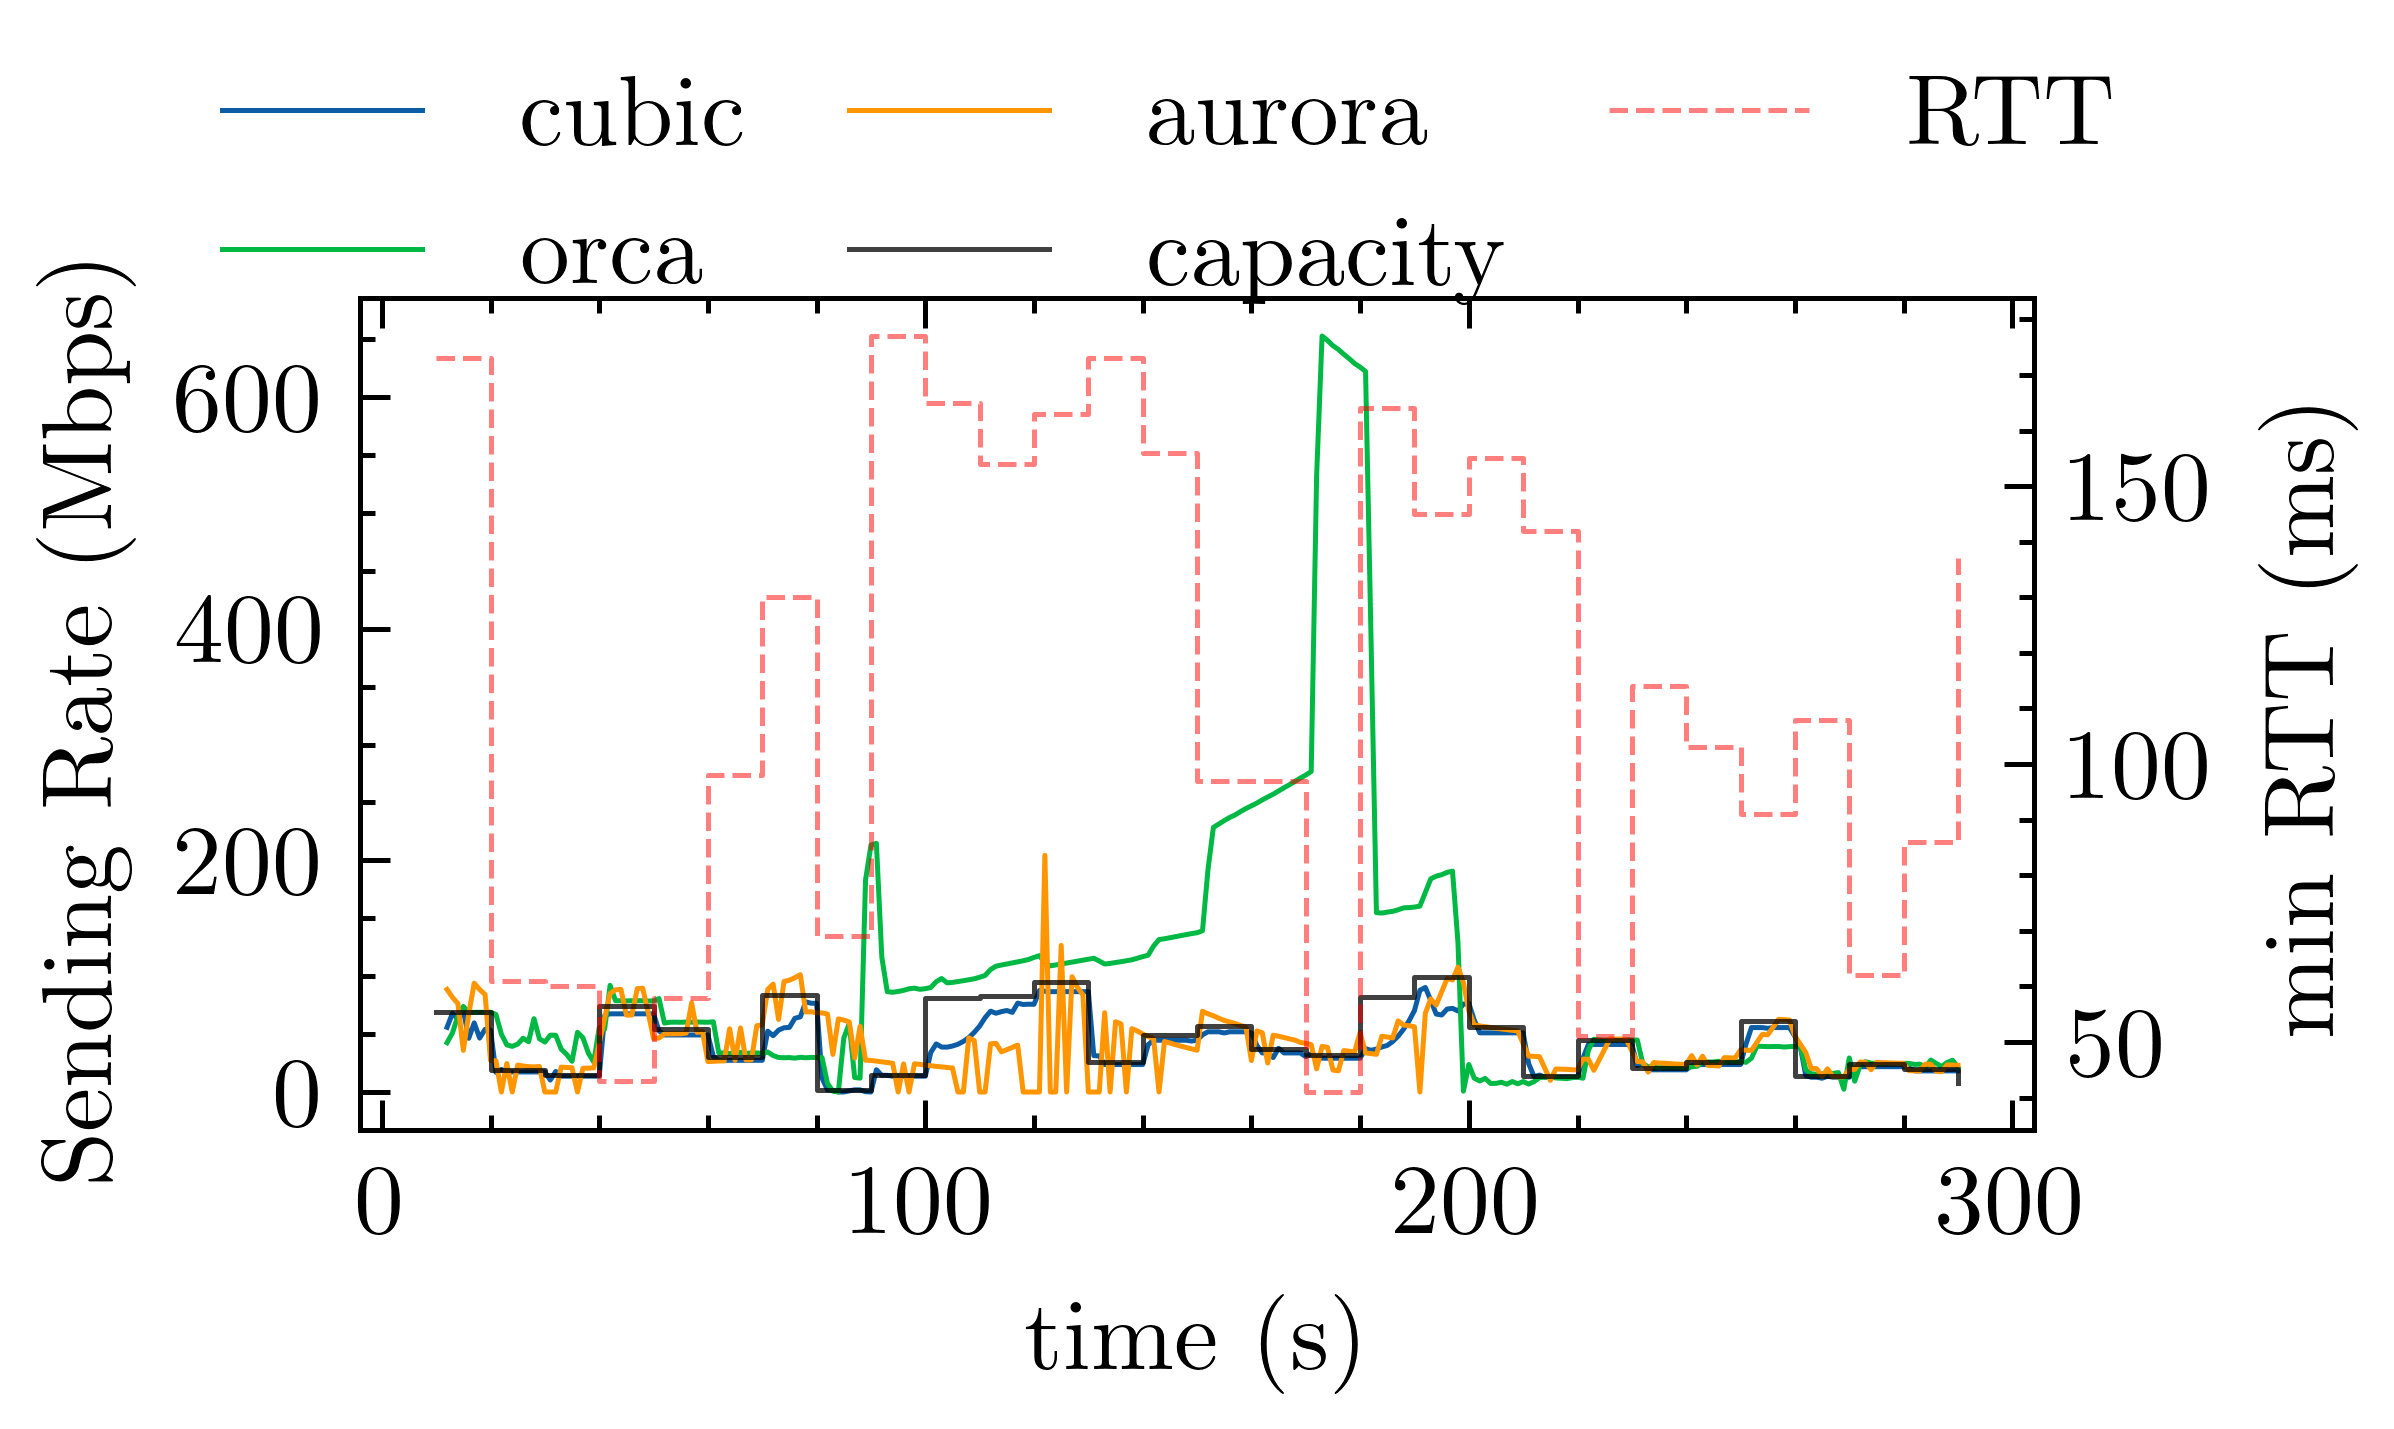 cubic
aurora
RTT
orca
capacity
Sending Rate (Mbps)
600
400
200
0
150
100
50
min RTT (ms)
0
100
200
300
time (s)